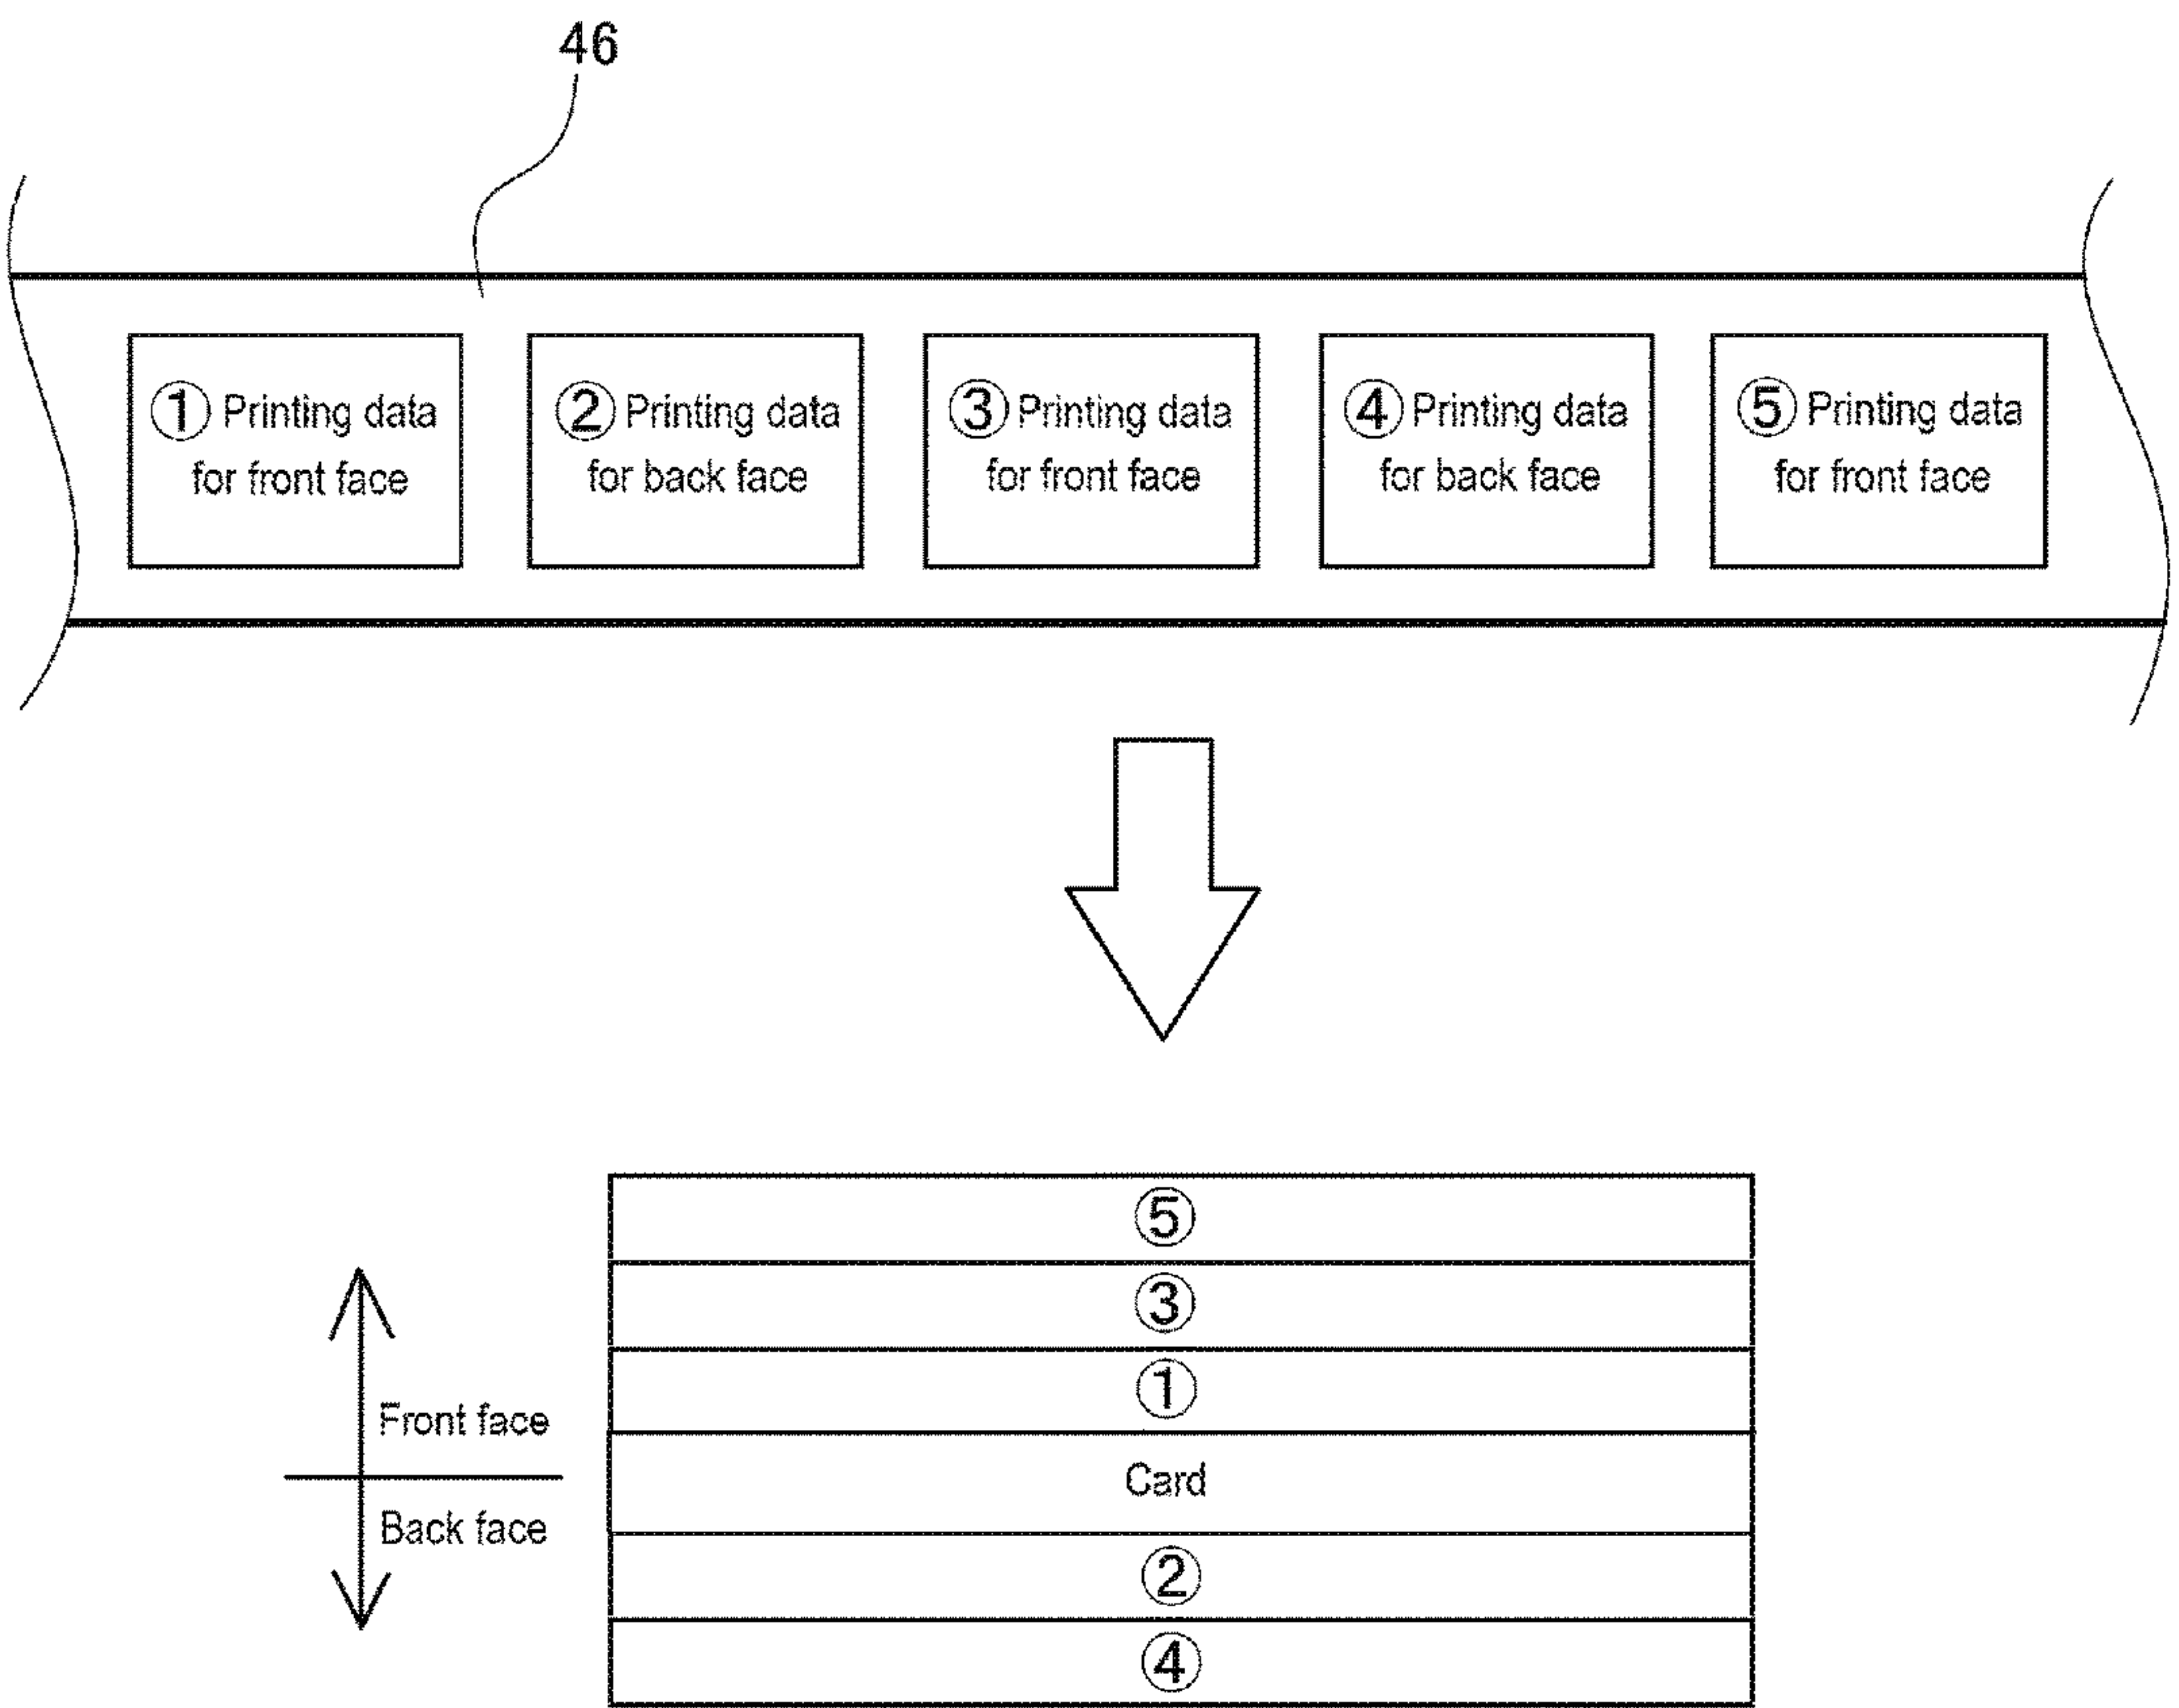 46
① Printing data
for front face
② Printing data
for back face
③ Printing data
for front face
④ Printing data
for back face
⑤ Printing data
for front face
⑤
③
①
Front face
Card
Back face
②
④